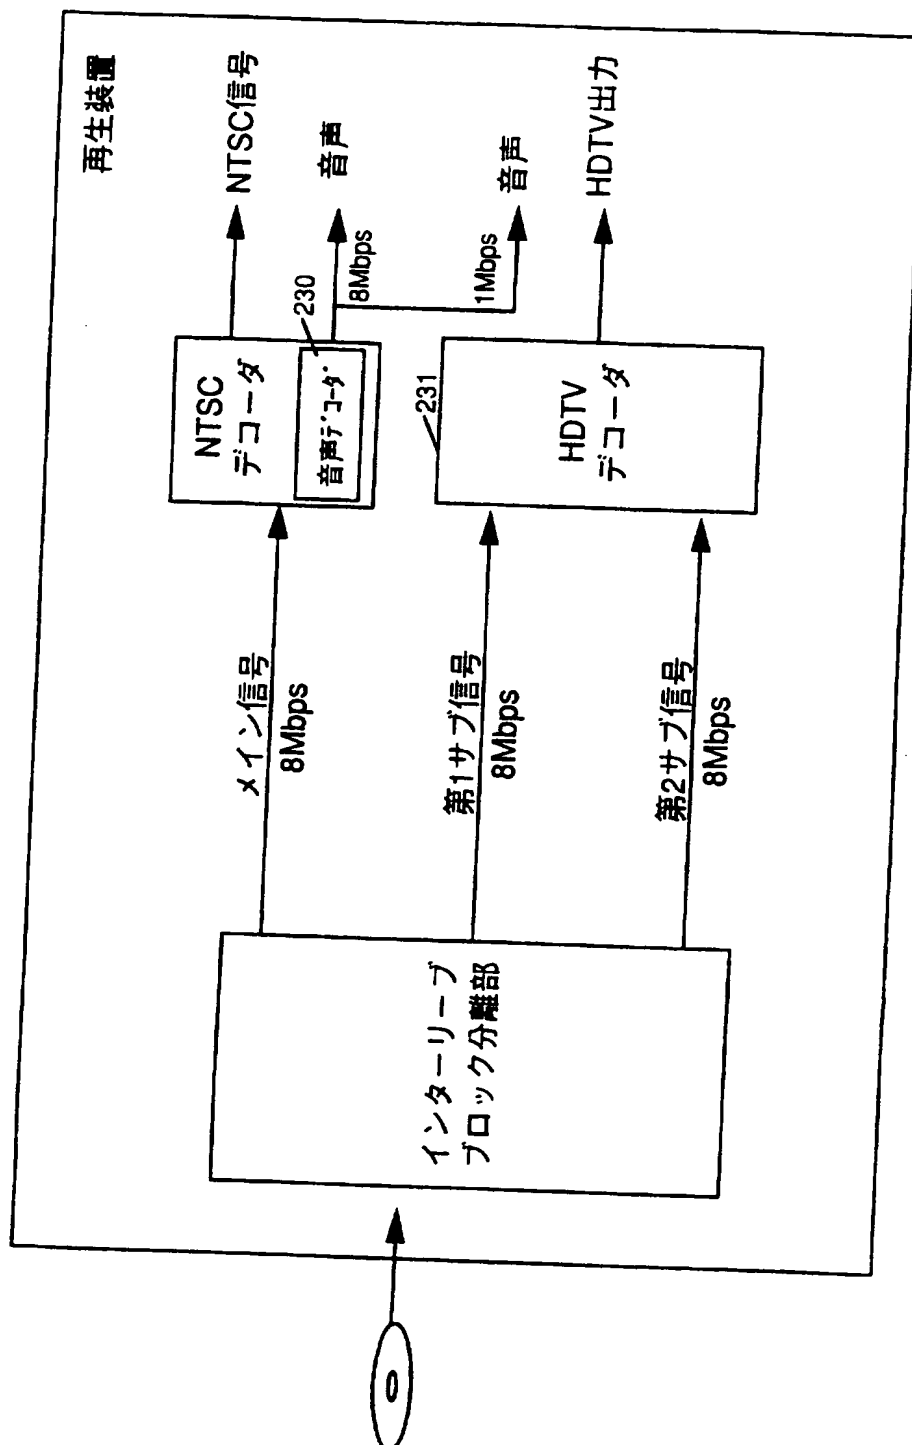 再生装置
インターリーブ
ブロック分離部
メイン信号
8Mbps
第1サブ信号
8Mbps
第2サブ信号
8Mbps
NTSC
デコーダ
音声ﾃﾞｺｰﾀﾞ
230
231
HDTV
デコーダ
NTSC信号
音声
8Mbps
音声
1Mbps
HDTV出力